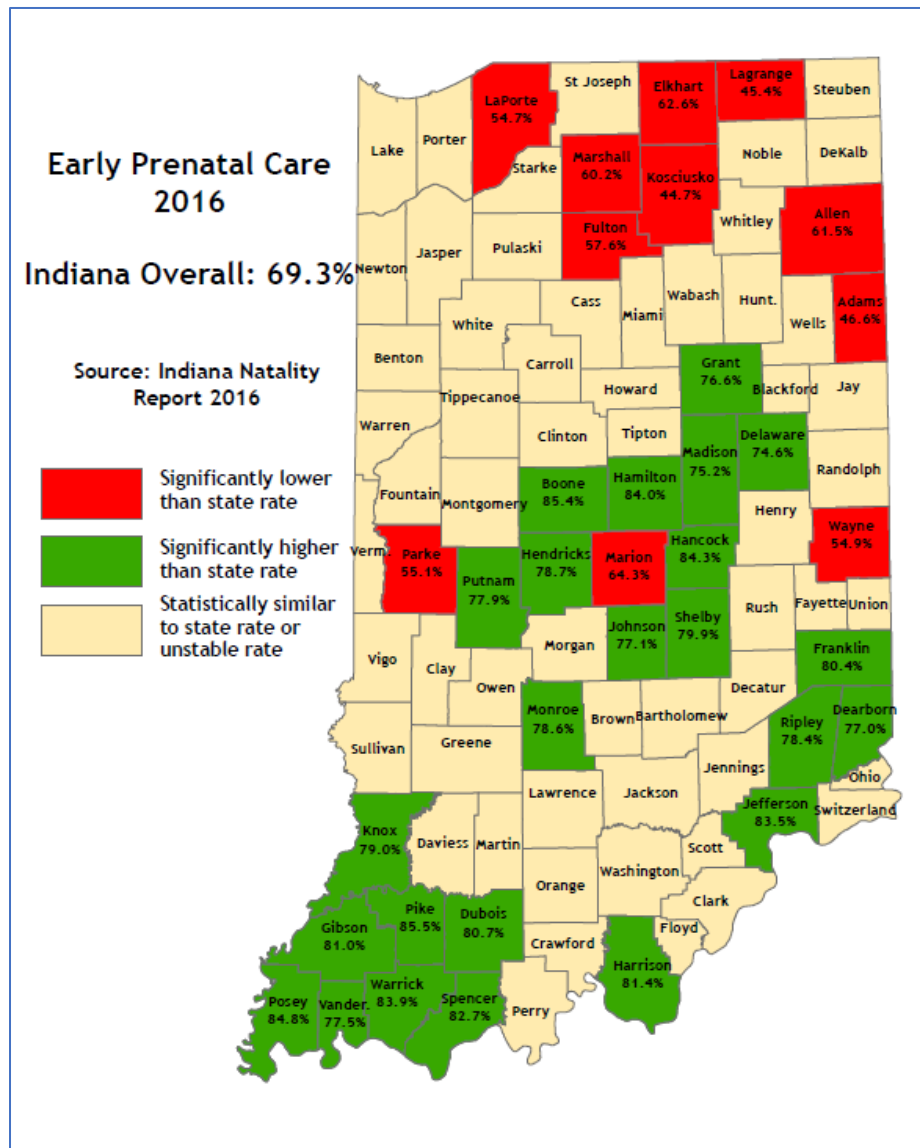 Early Prenatal Care
2016
Indiana Overall: 69.3%
Source: Indiana Natality
Report 2016
Significantly lower
than state rate
Significantly higher
than state rate
Statistically similar
to state rate or
unstable rate
Lake
Porter
LaPorte
54.7%
St Joseph
Elkhart
62.6%
Lagrange
45.4%
Steuben
Starke
Marshall
60.2%
Kosciusko
44.7%
Noble
DeKalb
Newton
Jasper
Pulaski
Fulton
57.6%
Whitley
Allen
61.5%
White
Cass
Miami
Wabash
Hunt.
Wells
Adams
46.6%
Benton
Carroll
Howard
Grant
76.6%
Blackford
Jay
Warren
Tippecanoe
Clinton
Tipton
Madison
75.2%
Delaware
74.6%
Randolph
Fountain
Montgomery
Boone
85.4%
Hamilton
84.0%
Henry
Wayne
54.9%
Verm.
Parke
55.1%
Putnam
77.9%
Hendricks
78.7%
Marion
64.3%
Hancock
84.3%
Rush
Fayette
Union
Vigo
Clay
Owen
Morgan
Johnson
77.1%
Shelby
79.9%
Decatur
Franklin
80.4%
Sullivan
Greene
Monroe
78.6%
Brown
Bartholomew
Jennings
Ripley
78.4%
Dearborn
77.0%
Ohio
Knox
79.0%
Daviess
Martin
Lawrence
Jackson
Scott
Jefferson
83.5%
Switzerland
Gibson
81.0%
Pike
85.5%
Dubois
80.7%
Orange
Washington
Clark
Floyd
Posey
84.8%
Vander.
77.5%
Warrick
83.9%
Spencer
82.7%
Perry
Crawford
Harrison
81.4%